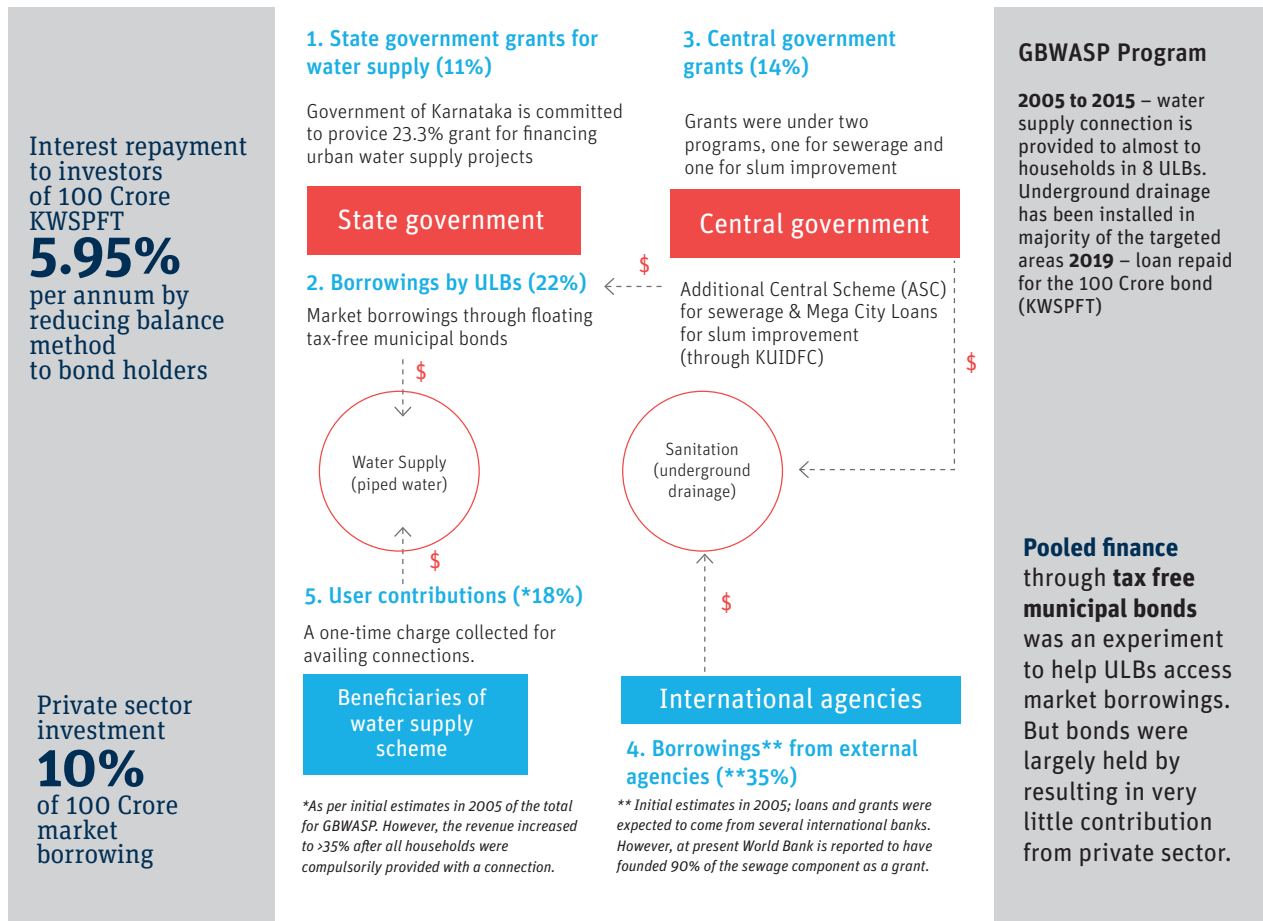 Interest repayment
to investors
of 100 Crore
KWSPFT
5.95%
per annum by
reducing balance
method
to bond holders
Private sector
investment
10%
of 100 Crore
market
borrowing
1. State government grants for
water supply (11%)
Government of Karnataka is committed
to provice 23.3% grant for financing
urban water supply projects
State government
2. Borrowings by ULBs (22%)
Market borrowings through floating
tax-free municipal bonds
$
Water Supply
(piped water)
$
5. User contributions (*18%)
A one-time charge collected for
availing connections.
Beneficiaries of
water supply
scheme
*As per initial estimates in 2005 of the total
for GBWASP. However, the revenue increased
to >35% after all households were
compulsorily provided with a connection.
3. Central government
grants (14%)
Grants were under two
programs, one for sewerage and
one for slum improvement
Central government
$
Additional Central Scheme (ASC)
for sewerage & Mega City Loans
for slum improvement
(through KUIDFC)
$
Sanitation
(underground
drainage)
$
International agencies
4. Borrowings** from external
agencies (**35%)
** Initial estimates in 2005; loans and grants were
expected to come from several international banks.
However, at present World Bank is reported to have
founded 90% of the sewage component as a grant.
GBWASP Program
2005 to 2015 – water
supply connection is
provided to almost to
households in 8 ULBs.
Underground drainage
has been installed in
majority of the targeted
areas 2019 – loan repaid
for the 100 Crore bond
(KWSPFT)
Pooled finance
through tax free
municipal bonds
was an experiment
to help ULBs access
market borrowings.
But bonds were
largely held by
resulting in very
little contribution
from private sector.